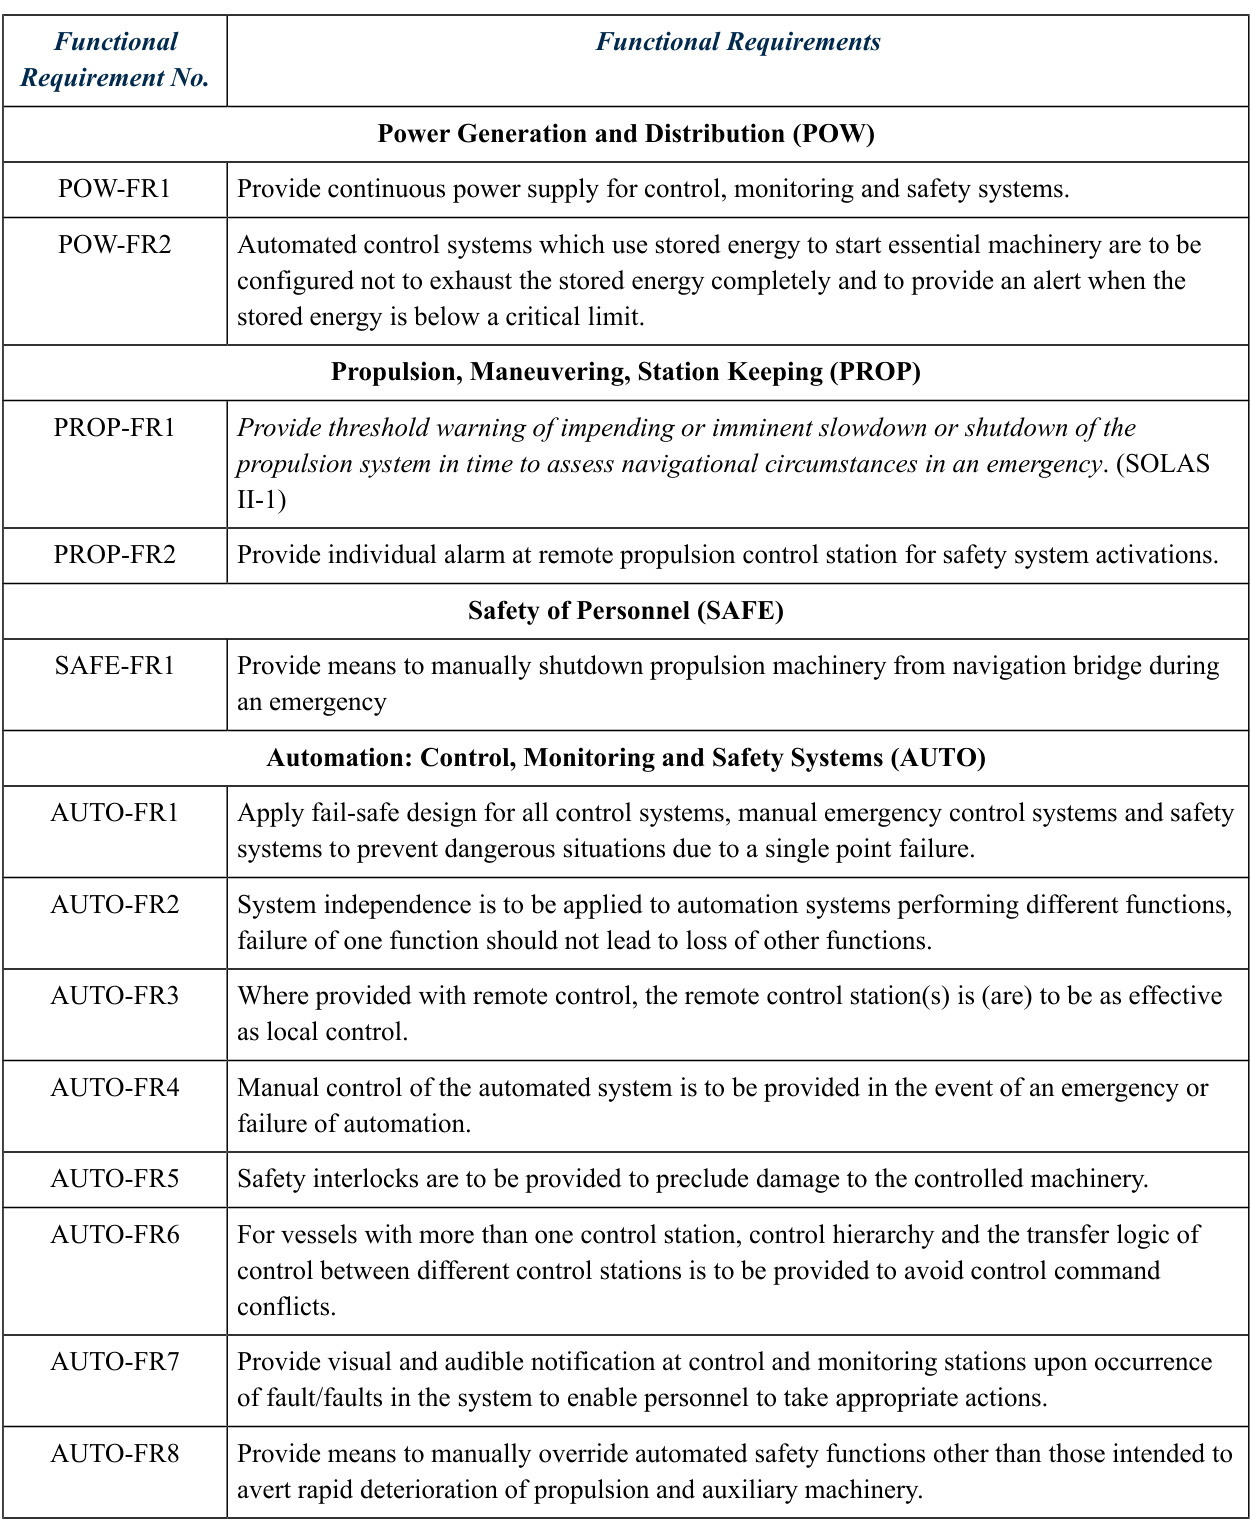 Functional
Requirement No.
Functional Requirements
Power Generation and Distribution (POW)
POW-FR1
Provide continuous power supply for control, monitoring and safety systems.
POW-FR2
Automated control systems which use stored energy to start essential machinery are to be
configured not to exhaust the stored energy completely and to provide an alert when the
stored energy is below a critical limit.
Propulsion, Maneuvering, Station Keeping (PROP)
PROP-FR1
Provide threshold warning of impending or imminent slowdown or shutdown of the
propulsion system in time to assess navigational circumstances in an emergency. (SOLAS
II-1)
PROP-FR2
Provide individual alarm at remote propulsion control station for safety system activations.
Safety of Personnel (SAFE)
SAFE-FR1
Provide means to manually shutdown propulsion machinery from navigation bridge during
an emergency
Automation: Control, Monitoring and Safety Systems (AUTO)
AUTO-FR1
Apply fail-safe design for all control systems, manual emergency control systems and safety
systems to prevent dangerous situations due to a single point failure.
AUTO-FR2
System independence is to be applied to automation systems performing different functions,
failure of one function should not lead to loss of other functions.
AUTO-FR3
Where provided with remote control, the remote control station(s) is (are) to be as effective
as local control.
AUTO-FR4
Manual control of the automated system is to be provided in the event of an emergency or
failure of automation.
AUTO-FR5
Safety interlocks are to be provided to preclude damage to the controlled machinery.
AUTO-FR6
For vessels with more than one control station, control hierarchy and the transfer logic of
control between different control stations is to be provided to avoid control command
conflicts.
AUTO-FR7
Provide visual and audible notification at control and monitoring stations upon occurrence
of fault/faults in the system to enable personnel to take appropriate actions.
AUTO-FR8
Provide means to manually override automated safety functions other than those intended to
avert rapid deterioration of propulsion and auxiliary machinery.